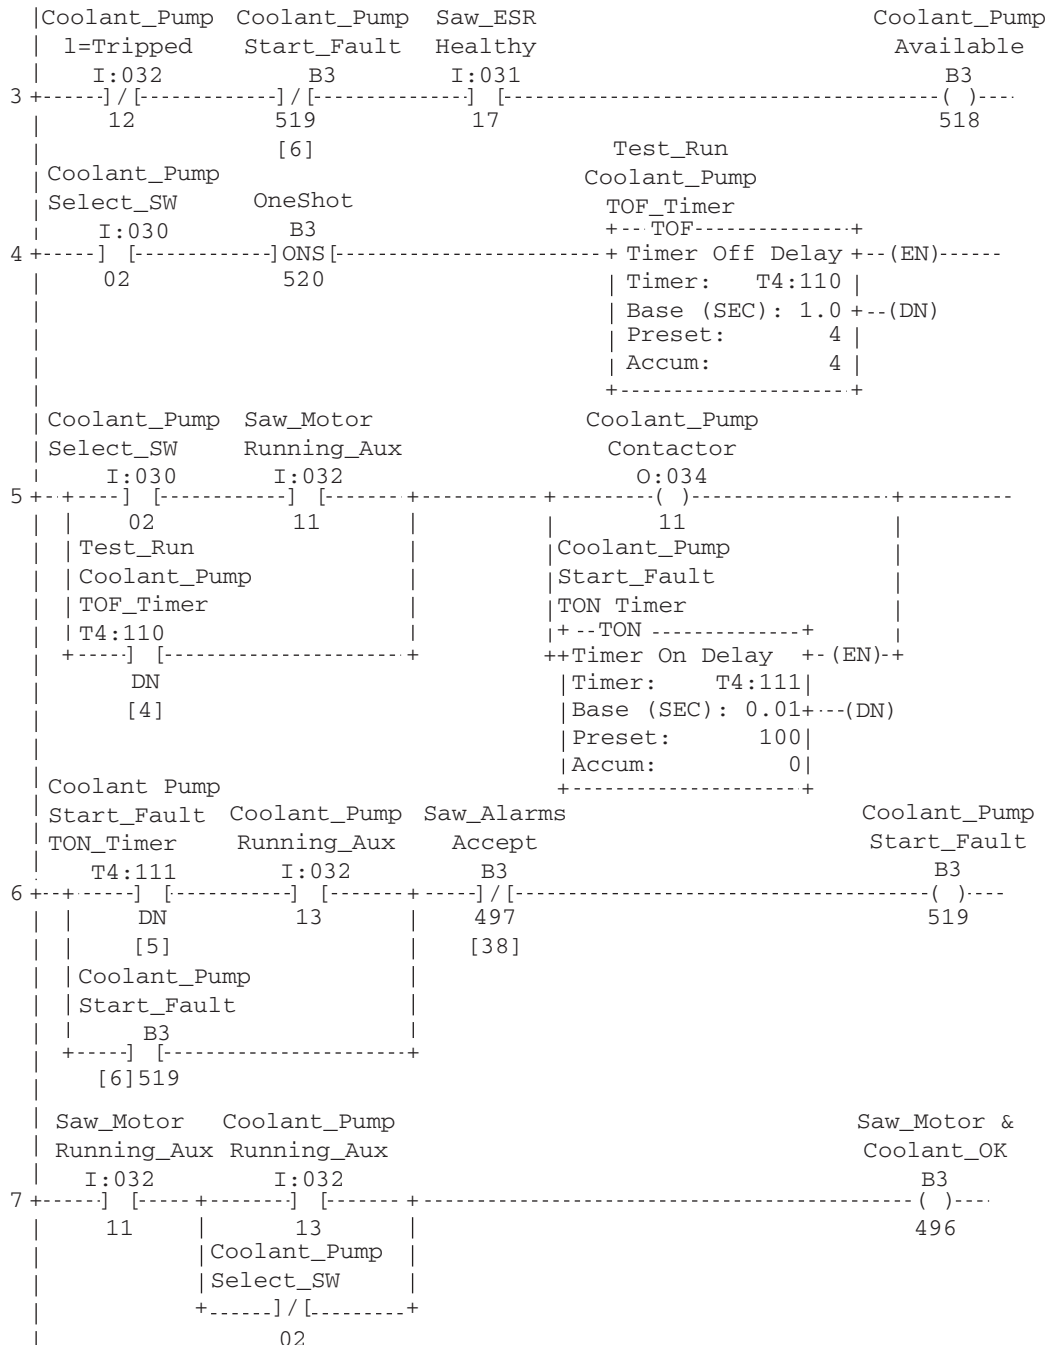 Coolant_Pump Coolant_Pump Saw_ESR Coolant_Pump
l=Tripped Start_Fault Healthy Available
I:032 B3 I:031 B3
3 +------]/[-------------]/[---------------] [------------------------------------------( )----
12 519 17 518
[6] Test_Run
Coolant_Pump Coolant_Pump
Select_SW OneShot TOF_Timer
I:030 B3 +-- TOF---------------+
4 +-----] [-------------]ONS[--------------------------+ Timer Off Delay +--(EN)------
02 520 | Timer: T4:110 |
| Base (SEC): 1.0 +--(DN)
| Preset: 4 |
| Accum: 4 |
+----------------------+
Coolant_Pump Saw_Motor Coolant_Pump
Select_SW Running_Aux Contactor
I:030 I:032 O:034
5 +--+----] [------------] [-------+-----------+---------( )-------------------+-----------
02 11 11
Test_Run Coolant_Pump
Coolant_Pump Start_Fault
TOF_Timer TON Timer
T4:110 +--TON --------------+
+-----] [------------------------+ ++Timer On Delay +-(EN)-+
DN |Timer: T4:111|
[4] |Base (SEC): 0.01+---(DN)
|Preset: 100|
|Accum: 0|
Coolant Pump +-----------------------+
Start_Fault Coolant_Pump Saw_Alarms Coolant_Pump
TON_Timer Running_Aux Accept Start_Fault
T4:111 I:032 B3 B3
6 +--+------] [-----------] [-------+-----]/[----------------------------------------( )----
DN 13 497 519
[5] [38]
Coolant_Pump
Start_Fault
B3
+-----] [-----------------------+
[6]519
Saw_Motor Coolant_Pump Saw_Motor &
Running_Aux Running_Aux Coolant_OK
I:032 I:032 B3
7 +------] [-----+--------] [-------+-----------------------------------------------( )----
11 13 496
Coolant_Pump
Select_SW
+------]/[---------+
02